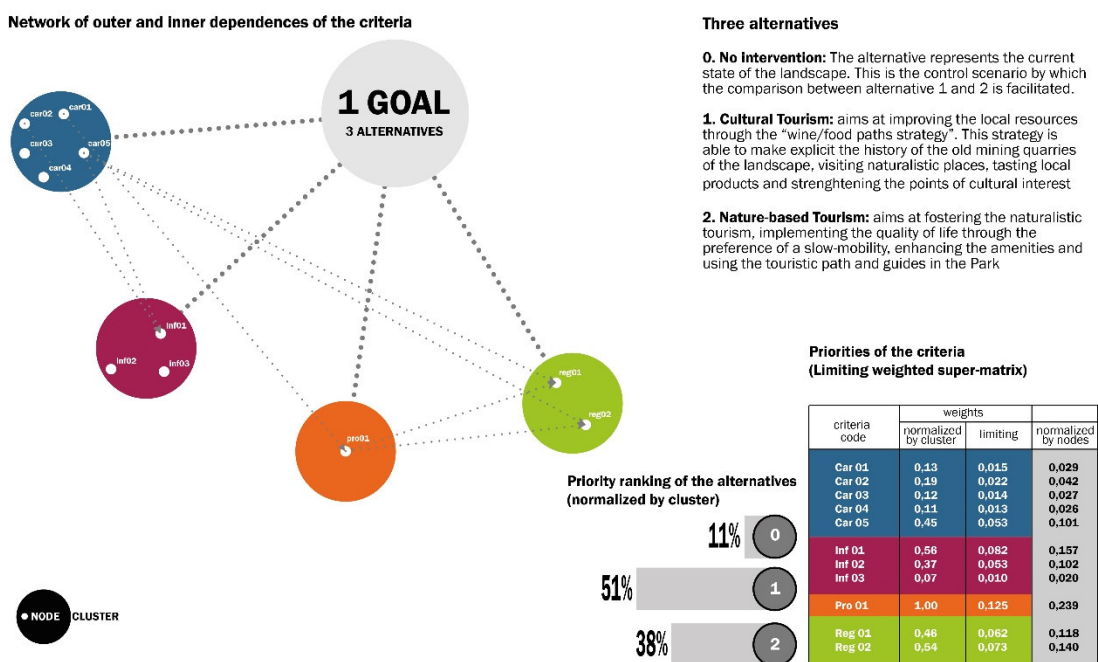 Network of outer and inner dependences of the criteria
1 GOAL
3 ALTERNATIVES
car01
car02
car03
car05
car04
inf01
inf02
inf03
pro01
reg01
reg02
NODE CLUSTER
Three alternatives
0. No Intervention: The alternative represents the current
state of the landscape. This is the control scenario by which
the comparison between alternative 1 and 2 is facilitated.
1. Cultural Tourism: aims at improving the local resources
through the “wine/food paths strategy”. This strategy is
able to make explicit the history of the old mining quarries
of the landscape, visiting naturalistic places, tasting local
products and strenghtening the points of cultural interest
2. Nature-based Tourism: aims at fostering the naturalistic
tourism, implementing the quality of life through the
preference of a slow-mobility, enhancing the amenities and
using the touristic path and guides in the Park
Priority ranking of the alternatives
(normalized by cluster)
11% 0
51% 1
38% 2
Priorities of the criteria
(Limiting weighted super-matrix)
weights
criteria code normalized by cluster limiting normalized by nodes
Car 01 0,13 0,015 0,029
Car 02 0,19 0,022 0,042
Car 03 0,12 0,014 0,027
Car 04 0,11 0,013 0,026
Car 05 0,45 0,053 0,101
Inf 01 0,56 0,082 0,157
Inf 02 0,37 0,053 0,102
Inf 03 0,07 0,010 0,020
Pro 01 1,00 0,125 0,239
Reg 01 0,46 0,062 0,118
Reg 02 0,54 0,073 0,140